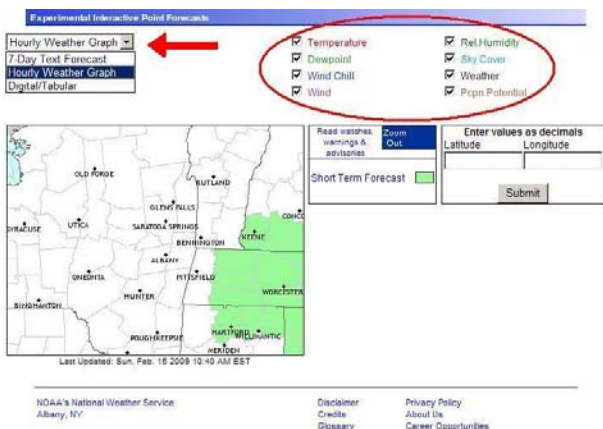 Experimental Interactive Point Forecasts
Hourly Weather Graph
7-Day Text Forecast
Hourly Weather Graph
Digital/Tabular
Temperature
Dewpoint
Wind Chill
Wind
Rel.Humidity
Sky Cover
Weather
Pcpn.Potential
Read watches,
warnings &
advisories
Zoom
Out
Short Term Forecast
Enter values as decimals
Latitude Longitude
Submit
OLD FORGE
RUTLAND
GLENS FALLS
CONCO
SYRACUSE
UTICA
SARATOGA SPRINGS
KEENE
BENNINGTON
ALBANY
ONEONTA
PITTSFIELD
HUNTER
WORCESTER
BINGHAMTON
POUGHKEEPSIE
HARTFORD
WILLIMANTIC
MERIDEN
Last Updated: Sun, Feb. 15 2009 10:40 AM EST
NOAA's National Weather Service
Albany, NY
Disclaimer
Credits
Glossary
Privacy Policy
About Us
Career Opportunities